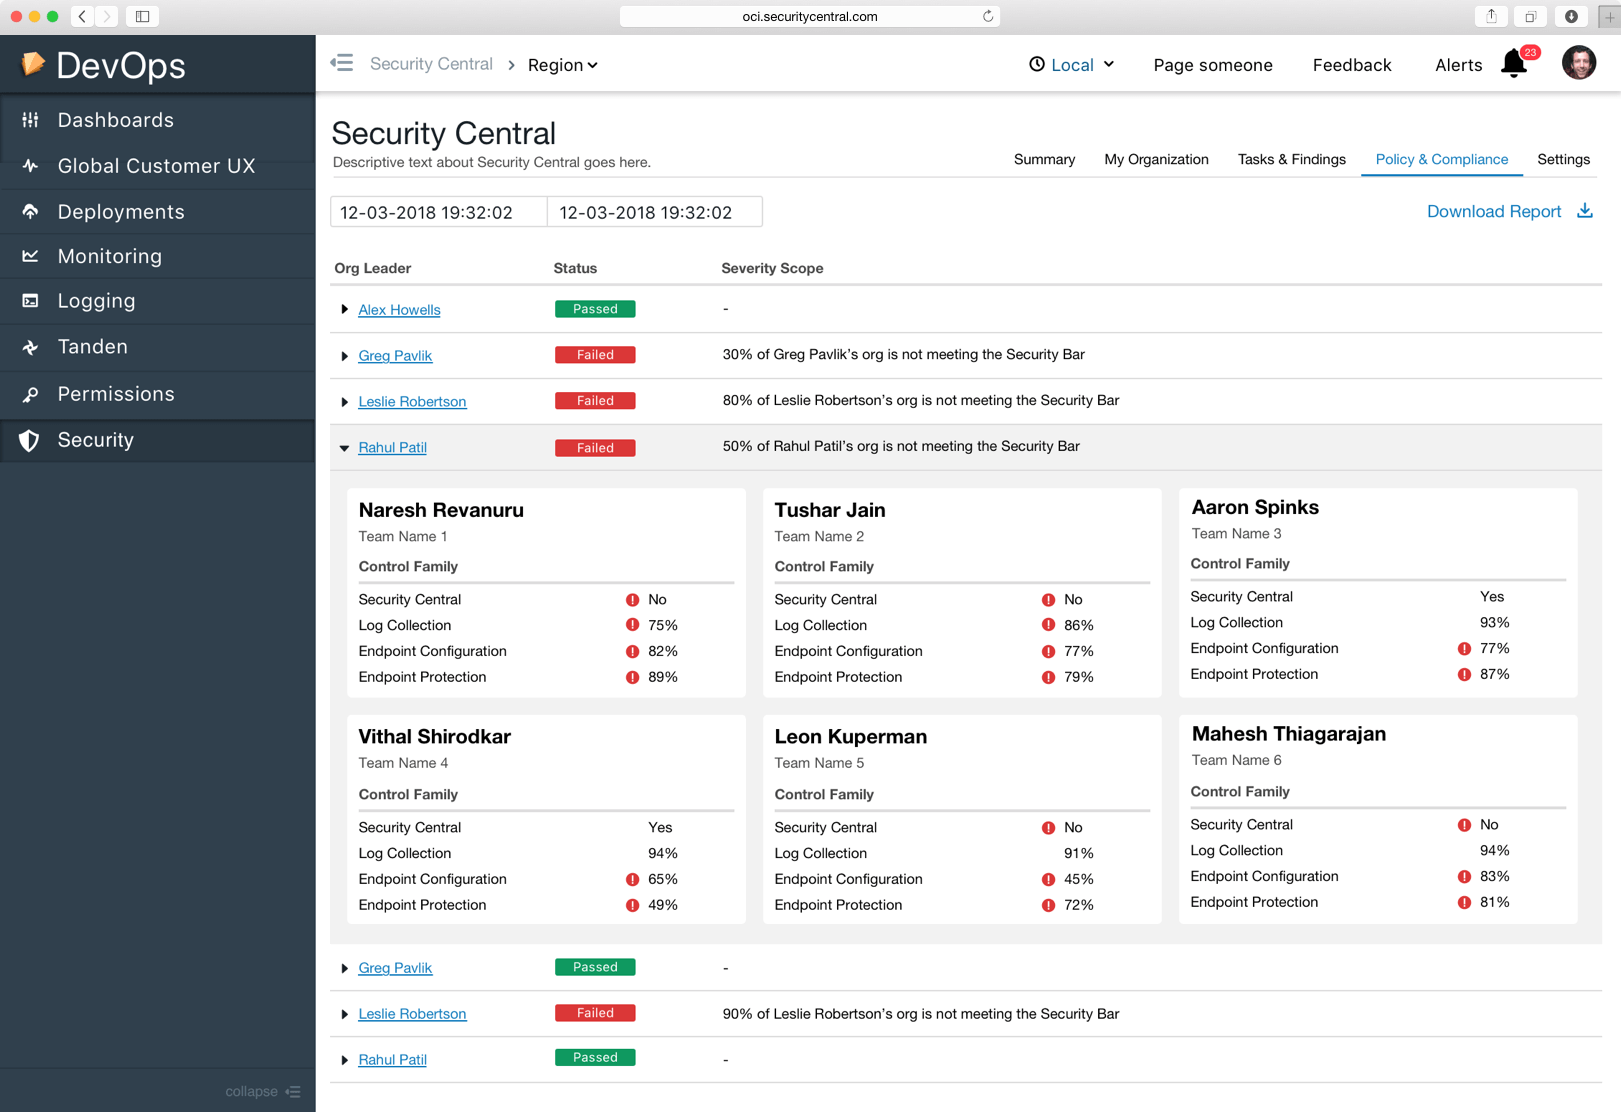 oci.securitycentral.com
DevOps
Security Central > Region
Local
Page someone
Feedback
Alerts
23
Dashboards
Global Customer UX
Deployments
Monitoring
Logging
Tanden
Permissions
Security
collapse
Security Central
Descriptive text about Security Central goes here.
Summary
My Organization
Tasks & Findings
Policy & Compliance
Settings
12-03-2018 19:32:02
12-03-2018 19:32:02
Download Report
Org Leader Status Severity Scope
Alex Howells Passed -
Greg Pavlik Failed 30% of Greg Pavlik's org is not meeting the Security Bar
Leslie Robertson Failed 80% of Leslie Robertson's org is not meeting the Security Bar
Rahul Patil Failed 50% of Rahul Patil's org is not meeting the Security Bar
Naresh Revanuru
Team Name 1
Control Family
Security Central ! No
Log Collection ! 75%
Endpoint Configuration ! 82%
Endpoint Protection ! 89%
Tushar Jain
Team Name 2
Control Family
Security Central ! No
Log Collection ! 86%
Endpoint Configuration ! 77%
Endpoint Protection ! 79%
Aaron Spinks
Team Name 3
Control Family
Security Central Yes
Log Collection 93%
Endpoint Configuration ! 77%
Endpoint Protection ! 87%
Vithal Shirodkar
Team Name 4
Control Family
Security Central Yes
Log Collection 94%
Endpoint Configuration ! 65%
Endpoint Protection ! 49%
Leon Kuperman
Team Name 5
Control Family
Security Central ! No
Log Collection 91%
Endpoint Configuration ! 45%
Endpoint Protection ! 72%
Mahesh Thiagarajan
Team Name 6
Control Family
Security Central ! No
Log Collection 94%
Endpoint Configuration ! 83%
Endpoint Protection ! 81%
Greg Pavlik Passed -
Leslie Robertson Failed 90% of Leslie Robertson's org is not meeting the Security Bar
Rahul Patil Passed -